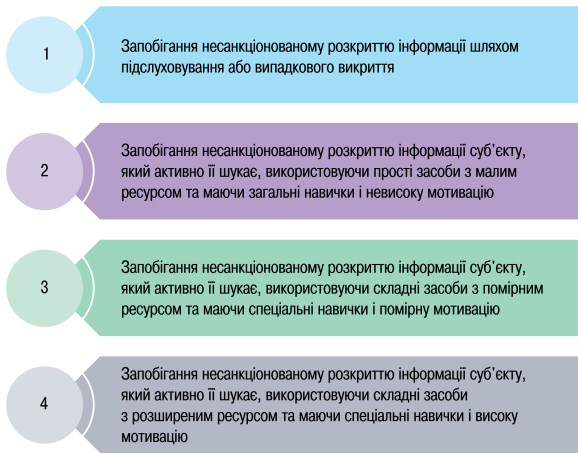 1
Запобігання несанкціонованому розкриттю інформації шляхом
підслуховування або випадкового викриття
2
Запобігання несанкціонованому розкриттю інформації суб'єкту,
який активно її шукає, використовуючи прості засоби з малим
ресурсом та маючи загальні навички і невисоку мотивацію
3
Запобігання несанкціонованому розкриттю інформації суб'єкту,
який активно її шукає, використовуючи складні засоби з помірним
ресурсом та маючи спеціальні навички і помірну мотивацію
4
Запобігання несанкціонованому розкриттю інформації суб'єкту,
який активно її шукає, використовуючи складні засоби
з розширеним ресурсом та маючи спеціальні навички і високу
мотивацію